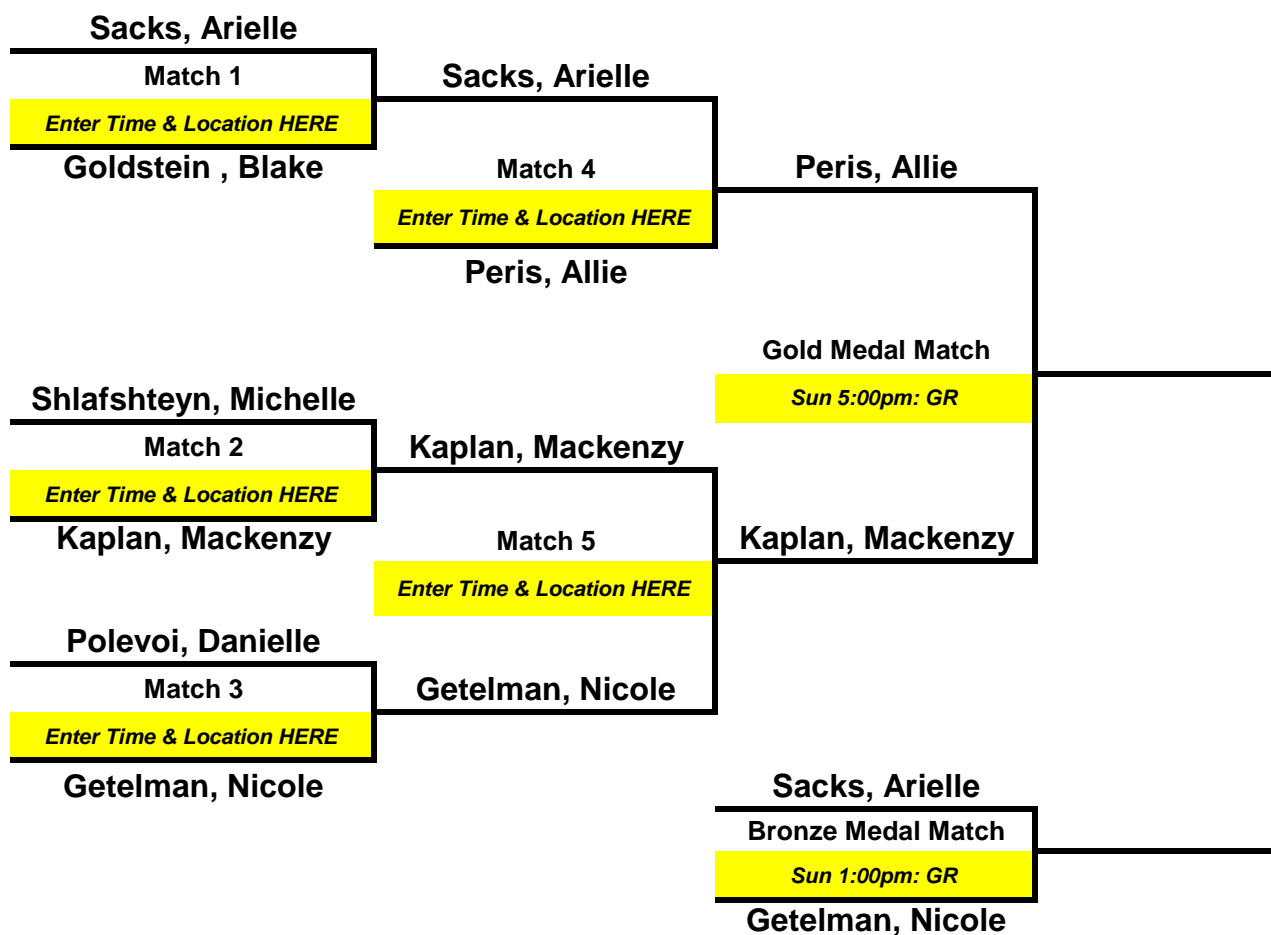 Sacks, Arielle
Match 1
Enter Time & Location HERE
Goldstein , Blake
Sacks, Arielle
Match 4
Enter Time & Location HERE
Peris, Allie
Peris, Allie
Gold Medal Match
Sun 5:00pm: GR
Shlafshteyn, Michelle
Match 2
Enter Time & Location HERE
Kaplan, Mackenzy
Kaplan, Mackenzy
Match 5
Enter Time & Location HERE
Kaplan, Mackenzy
Polevoi, Danielle
Match 3
Enter Time & Location HERE
Getelman, Nicole
Getelman, Nicole
Sacks, Arielle
Bronze Medal Match
Sun 1:00pm: GR
Getelman, Nicole